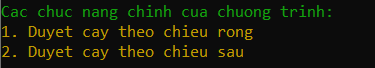 Cac chuc nang chinh cua chuong trinh:
1. Duyet cay theo chieu rong
2. Duyet cay theo chieu sau